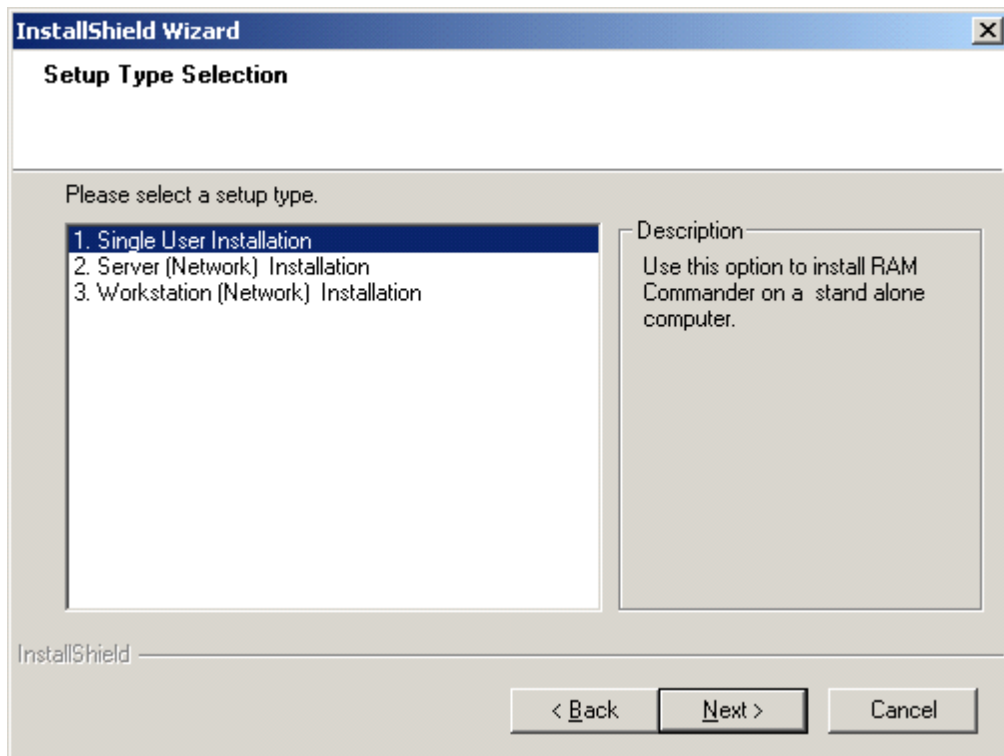 InstallShield Wizard
Setup Type Selection
Please select a setup type.
1. Single User Installation
2. Server (Network) Installation
3. Workstation (Network) Installation
Description
Use this option to install RAM
Commander on a stand alone
computer.
InstallShield
< Back
Next >
Cancel